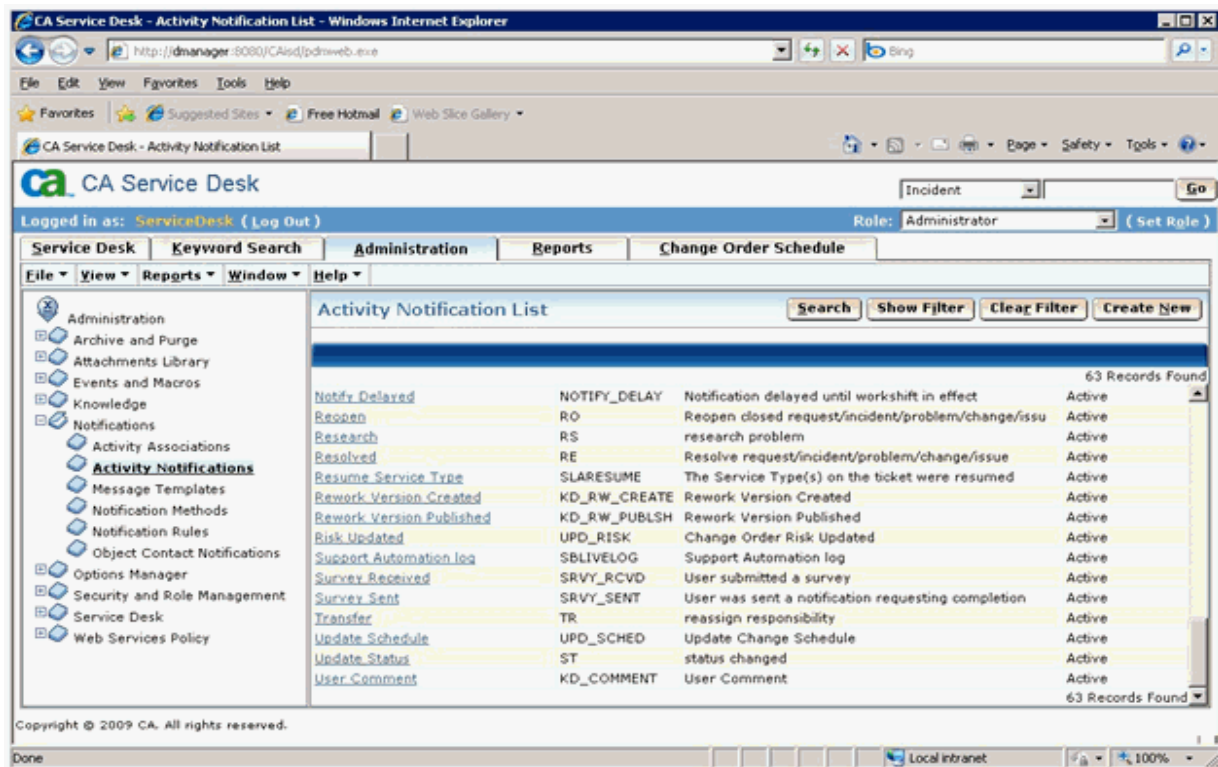 CA Service Desk - Activity Notification List - Windows Internet Explorer
http://dmanager:8080/CAisd/pdmweb.exe
Bing
File Edit View Favorites Tools Help
Favorites Suggested Sites Free Hotmail Web Slice Gallery
CA Service Desk - Activity Notification List Page Safety Tools
ca CA Service Desk Incident Go
Logged in as: ServiceDesk ( Log Out ) Role: Administrator ( Set Role )
Service Desk Keyword Search Administration Reports Change Order Schedule
File View Reports Window Help
Administration
Archive and Purge
Attachments Library
Events and Macros
Knowledge
Notifications
Activity Associations
Activity Notifications
Message Templates
Notification Methods
Notification Rules
Object Contact Notifications
Options Manager
Security and Role Management
Service Desk
Web Services Policy
Activity Notification List Search Show Filter Clear Filter Create New
63 Records Found
Notify Delayed NOTIFY_DELAY Notification delayed until workshift in effect Active
Reopen RO Reopen closed request/incident/problem/change/issu Active
Research RS research problem Active
Resolved RE Resolve request/incident/problem/change/issue Active
Resume Service Type SLARESUME The Service Type(s) on the ticket were resumed Active
Rework Version Created KD_RW_CREATE Rework Version Created Active
Rework Version Published KD_RW_PUBLSH Rework Version Published Active
Risk Updated UPD_RISK Change Order Risk Updated Active
Support Automation log SBLIVELOG Support Automation log Active
Survey Received SRVY_RCVD User submitted a survey Active
Survey Sent SRVY_SENT User was sent a notification requesting completion Active
Transfer TR reassign responsibility Active
Update Schedule UPD_SCHED Update Change Schedule Active
Update Status ST status changed Active
User Comment KD_COMMENT User Comment Active
63 Records Found
Copyright © 2009 CA. All rights reserved.
Done Local intranet 100%